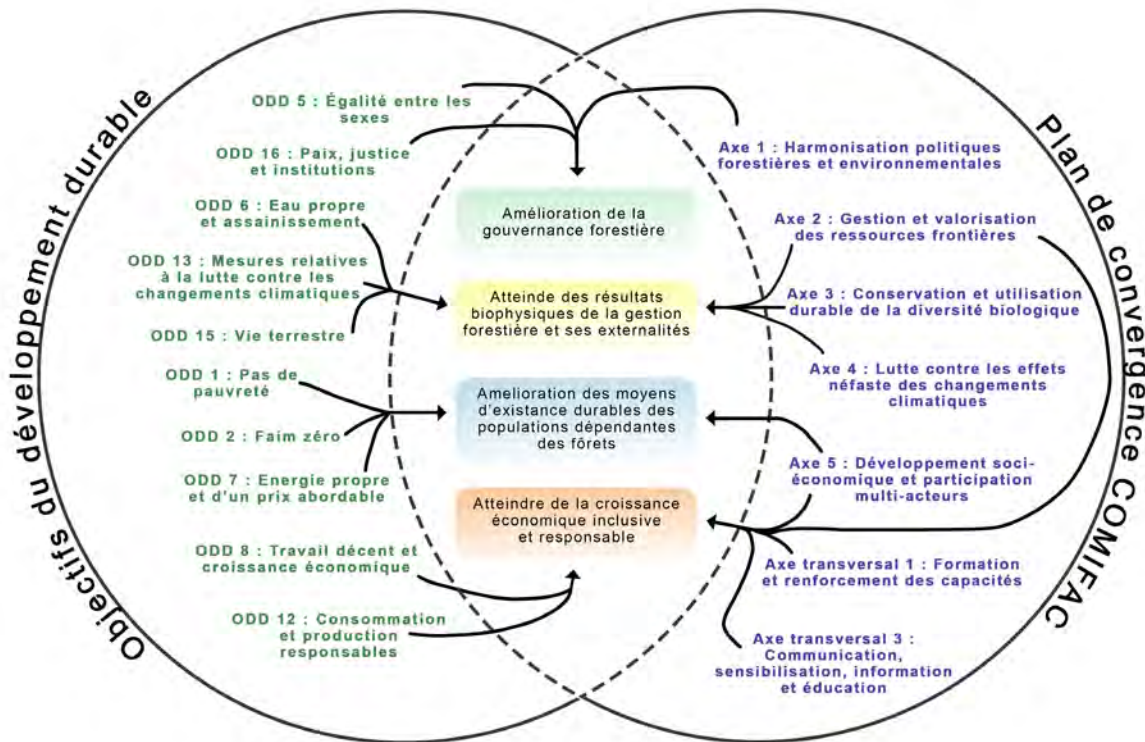 Objectifs du développement durable
ODD 5 : Égalité entre les
sexes
ODD 16 : Paix, justice
et institutions
ODD 6 : Eau propre
et assainissement
ODD 13 : Mesures relatives
à la lutte contre les
changements climatiques
ODD 15 : Vie terrestre
ODD 1 : Pas de
pauvreté
ODD 2 : Faim zéro
ODD 7 : Energie propre
et d'un prix abordable
ODD 8 : Travail décent et
croissance économique
ODD 12 : Consommation
et production
responsables
Amélioration de la
gouvernance forestière
Atteinde des résultats
biophysiques de la gestion
forestière et ses externalités
Amelioration des moyens
d'existance durables des
populations dépendantes
des fôrets
Atteindre de la croissance
économique inclusive
et responsable
Axe 1 : Harmonisation politiques
forestières et environnementales
Axe 2 : Gestion et valorisation
des ressources frontières
Axe 3 : Conservation et utilisation
durable de la diversité biologique
Axe 4 : Lutte contre les effets
néfaste des changements
climatiques
Axe 5 : Développement soci-
économique et participation
multi-acteurs
Axe transversal 1 : Formation
et renforcement des capacités
Axe transversal 3 :
Communication,
sensibilisation, information
et éducation
Plan de convergence COMIFAC